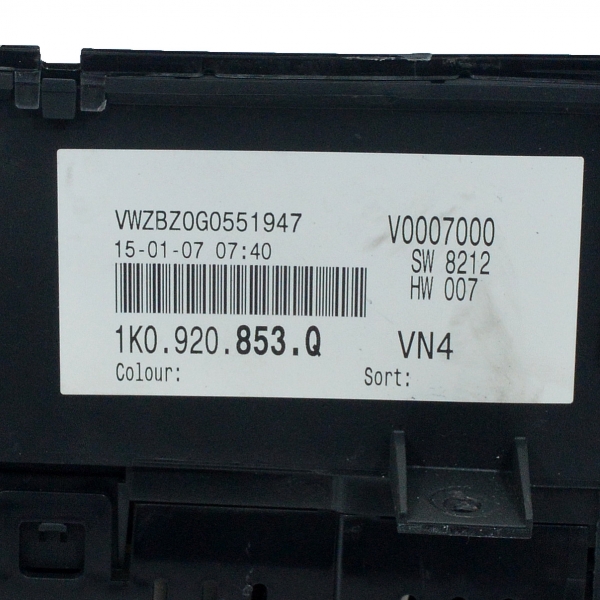 VWZBZ0G0551947
15-01-07 07:40
1K0.920.853.Q
Colour:
V0007000
SW 8212
HW 007
VN4
Sort: